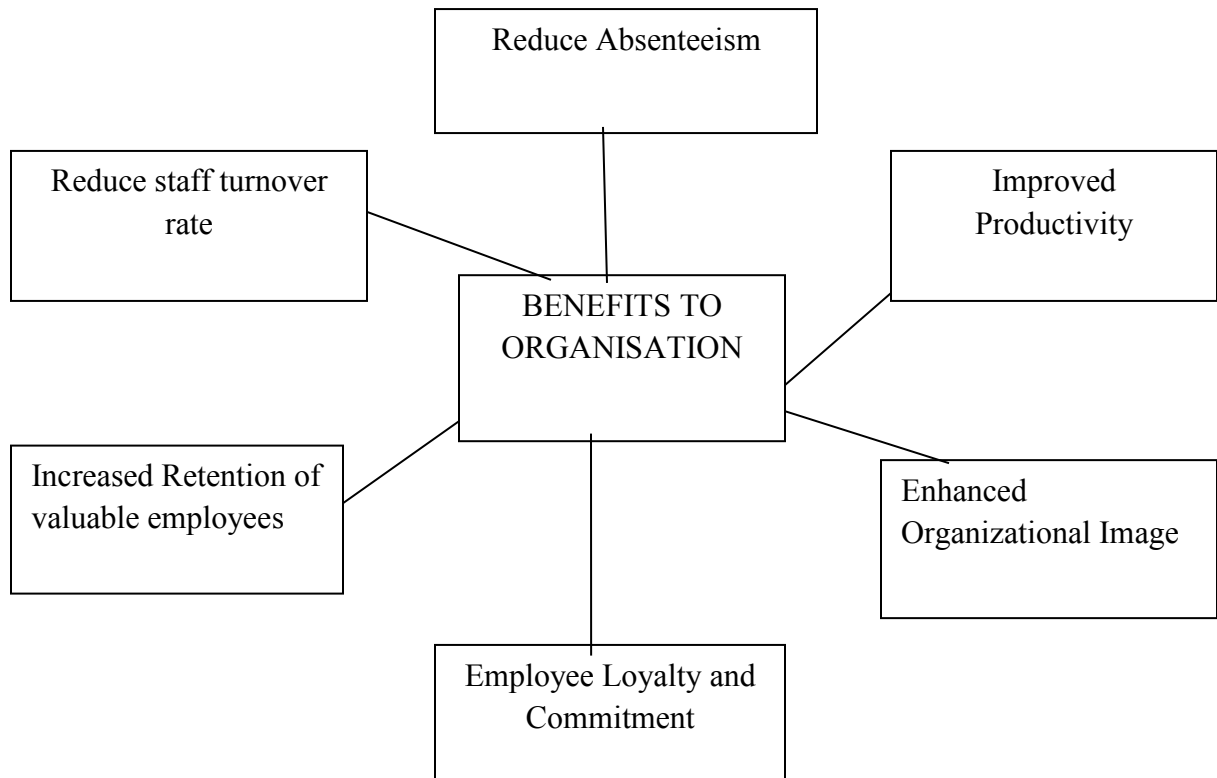 Reduce Absenteeism
Reduce staff turnover
rate
Improved
Productivity
BENEFITS TO
ORGANISATION
Increased Retention of
valuable employees
Enhanced
Organizational Image
Employee Loyalty and
Commitment